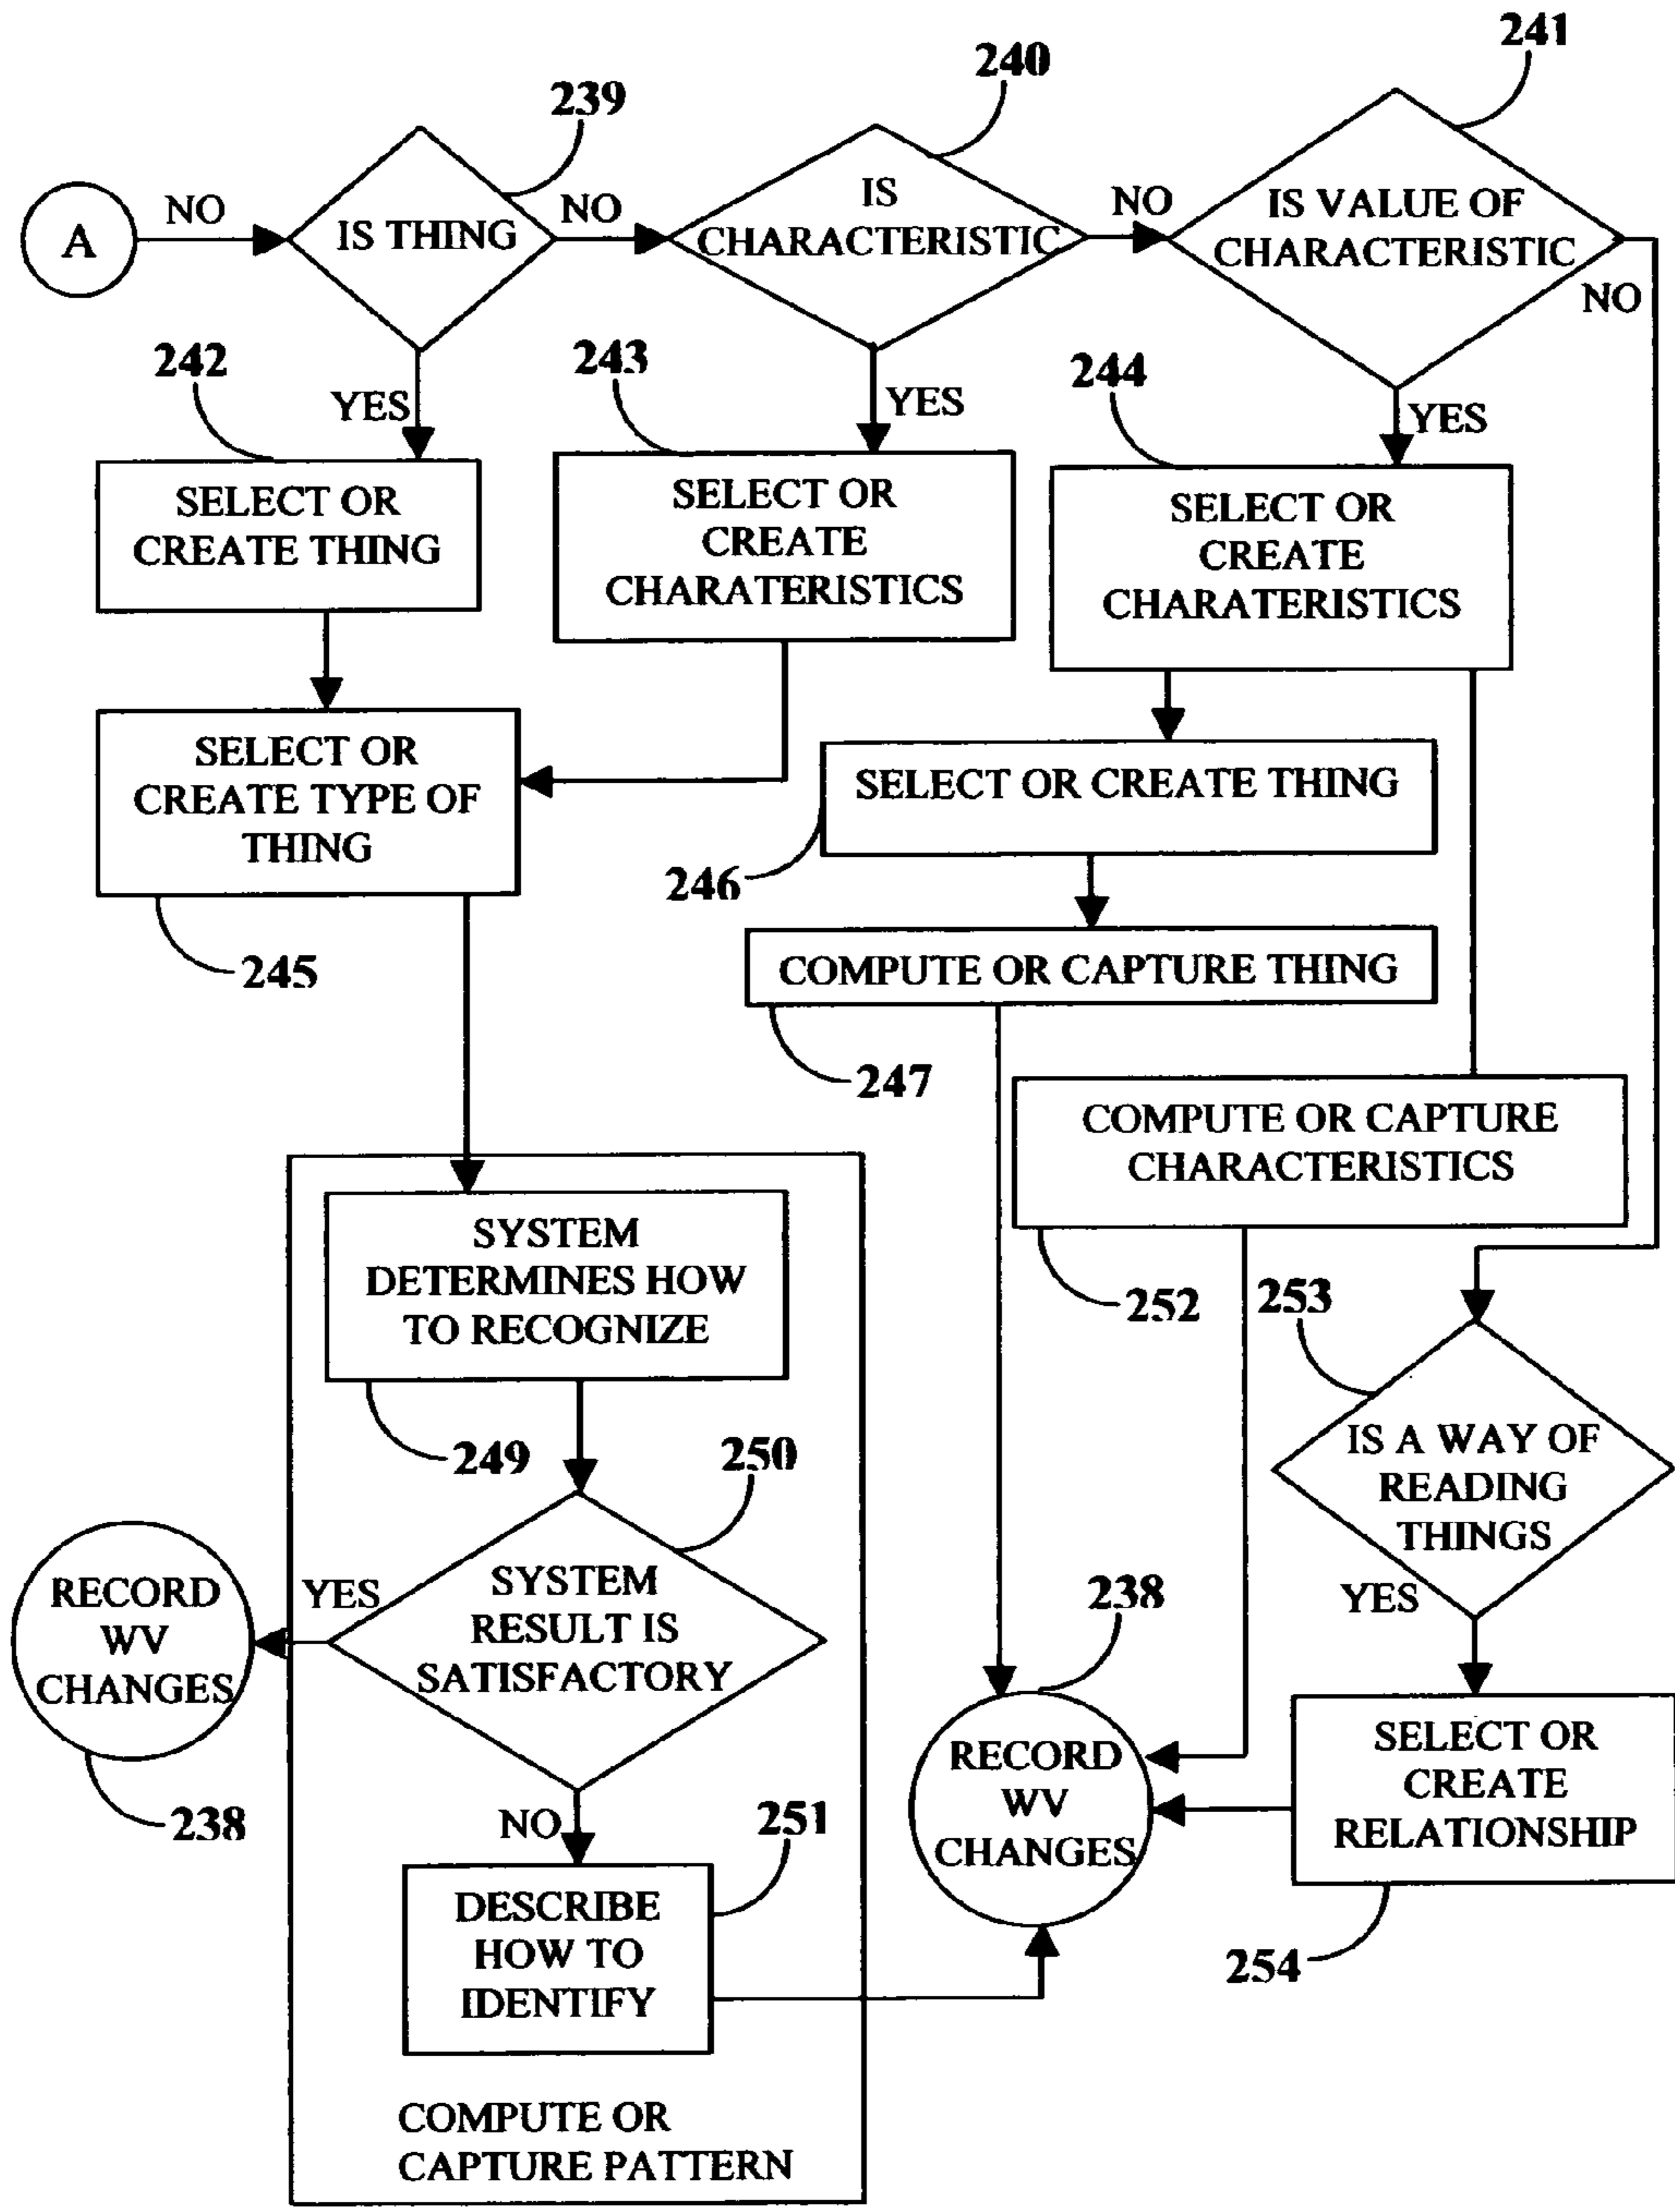 241
240
239
A
NO
IS THING
NO
IS
CHARACTERISTIC
NO
IS VALUE OF
CHARACTERISTIC
NO
242
YES
243
YES
244
YES
SELECT OR
CREATE THING
SELECT OR
CREATE
CHARATERISTICS
SELECT OR
CREATE
CHARATERISTICS
SELECT OR
CREATE TYPE OF
THING
245
SELECT OR CREATE THING
246
COMPUTE OR CAPTURE THING
247
COMPUTE OR CAPTURE
CHARACTERISTICS
252
253
SYSTEM
DETERMINES HOW
TO RECOGNIZE
249
250
IS A WAY OF
READING
THINGS
YES
RECORD
WV
CHANGES
238
YES
SYSTEM
RESULT IS
SATISFACTORY
NO
251
DESCRIBE
HOW TO
IDENTIFY
COMPUTE OR
CAPTURE PATTERN
238
RECORD
WV
CHANGES
SELECT OR
CREATE
RELATIONSHIP
254